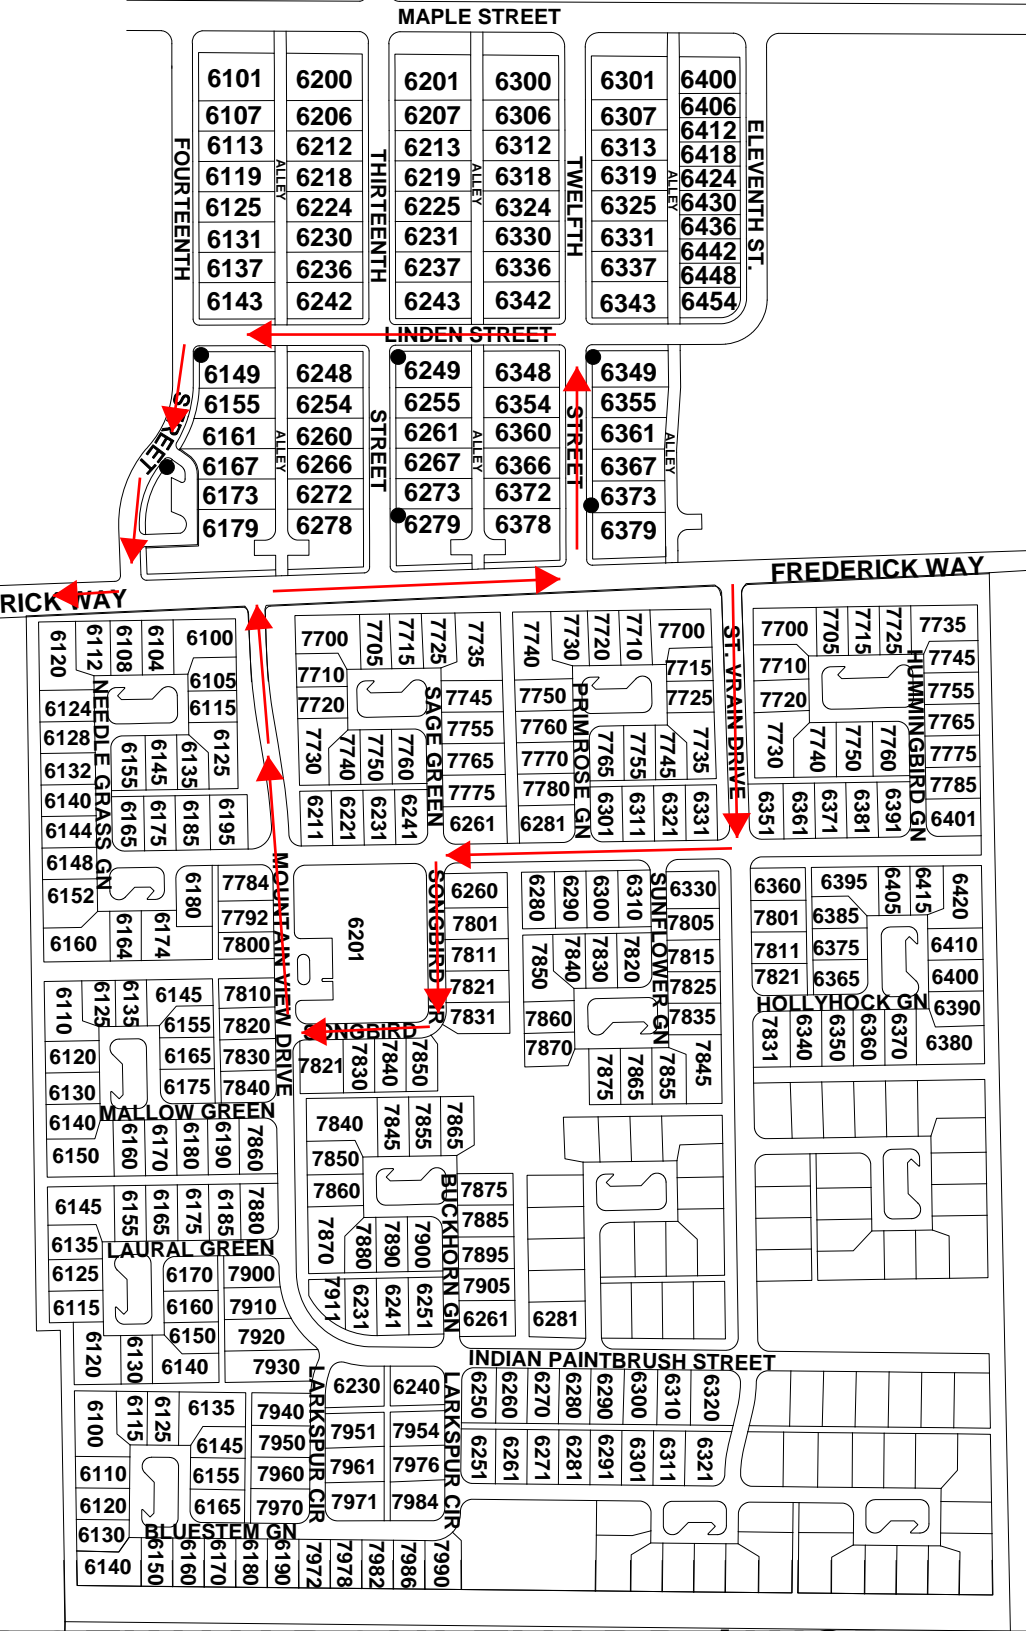 MAPLE STREET
6101 6200 6201 6300 6301 6400
6107 6206 6207 6306 6307 6406
6113 6212 6213 6312 6313 6412
6119 6218 6219 6318 6319 6418
6125 6224 6225 6324 6325 6424
6131 6230 6231 6330 6331 6430
6137 6236 6237 6336 6337 6436
6143 6242 6243 6342 6343 6442
6448
6454
FOURTEENTH
ALLEY
THIRTEENTH
ALLEY
TWELFTH
ALLEY
ELEVENTH ST.
LINDEN STREET
6149 6248 6249 6348 6349
6155 6254 6255 6354 6355
6161 6260 6261 6360 6361
6167 6266 6267 6366 6367
6173 6272 6273 6372 6373
6179 6278 6279 6378 6379
STREET
ALLEY
STREET
ALLEY
STREET
ALLEY
FREDERICK WAY
RICK WAY
6120 6112 6108 6104 6100
6105
6124 6115
6128
6132
6140
6144
6148
6152
6160
6155 6145 6135 6125
6165 6175 6185 6195
NEEDLE GRASS GN
6164 6174 6180
7784
7792
7800
7700 7705 7715 7725 7735
7710
7720
7730 7740 7750 7760
7745
7755
7765
7775
6211 6221 6231 6241 6261
SAGE GREEN
7740 7730 7720 7710 7700
7715
7750 7725
7760
7770
7780
7765 7755 7745 7735
6281 6301 6311 6321 6331
PRIMROSE GN
ST. VRAIN DRIVE
7700 7705 7715 7725 7735
7710 7745
7720 7755
7765
7775
7785
7730 7740 7750 7760
6351 6361 6371 6381 6391 6401
HUMMINGBIRD GN
MOUNTAIN VIEW DRIVE
6201
SONGBIRD CIR
SONGBIRD
6260
7801
7811
7821
7831
7821 7830 7840 7850
6280 6290 6300 6310
6330
7805
7815
7825
7835
7850 7840 7830 7820
7860
7870
7875 7865 7855 7845
SUNFLOWER GN
6360 6395 6405 6415 6420
7801 6385
7811 6375 6410
7821 6365 6400
HOLLYHOCK GN 6390
7831 6340 6350 6360 6370 6380
6110 6125 6135 6145 7810
6155 7820
6120 6165 7830
6130 6175 7840
MALLOW GREEN
6140
6150 6160 6170 6180 6190 7860
6145 6155 6165 6175 6185 7880
6135
LAURAL GREEN
6125 6170 7900
6115 6160 7910
6150 7920
6120 6130 6140 7930
7840 7845 7855 7865
7850
7860
7870 7880 7890 7900
7875
7885
7895
7905
7911 6231 6241 6251 6261 6281
BUCKHORN GN
INDIAN PAINTBRUSH STREET
6100 6115 6125 6135 7940
6145 7950
6110 6155 7960
6120 6165 7970
6130
BLUESTEM GN
6140 6150 6160 6170 6180 6190 7972 7978 7982 7986 7990
LARKSPUR CIR
6230 6240
7951 7954
7961 7976
7971 7984
LARKSPUR CIR
6250 6260 6270 6280 6290 6300 6310 6320
6251 6261 6271 6281 6291 6301 6311 6321